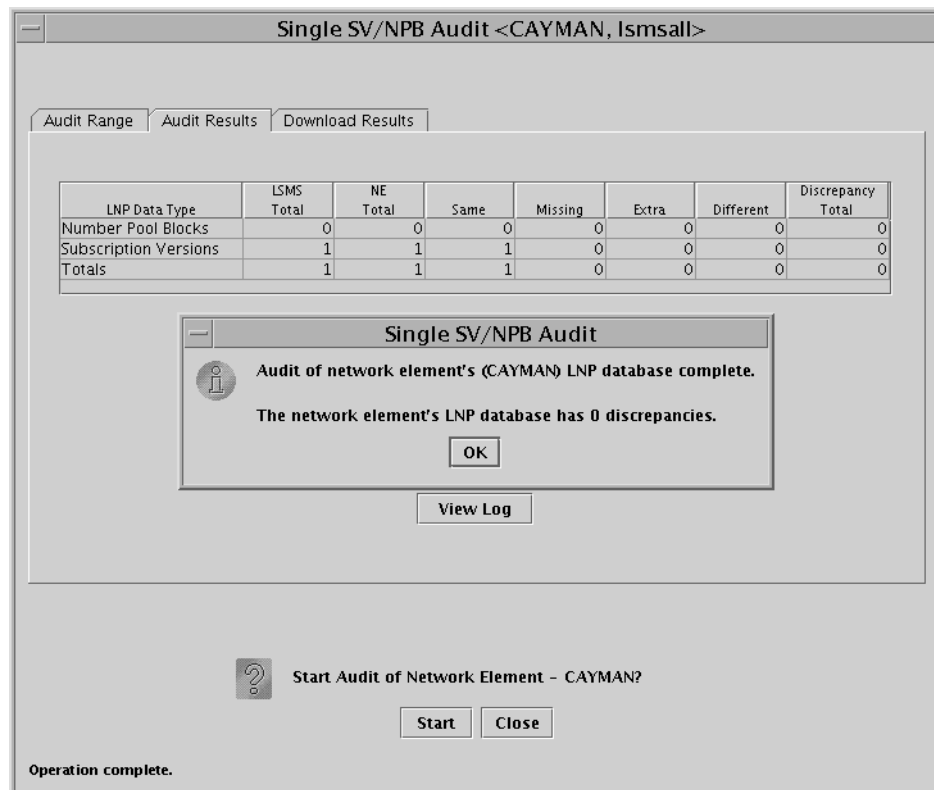 Single SV/NPB Audit <CAYMAN, lsmsall>
Audit Range Audit Results Download Results
LNP Data Type LSMS Total NE Total Same Missing Extra Different Discrepancy Total
Number Pool Blocks 0 0 0 0 0 0 0
Subscription Versions 1 1 1 0 0 0 0
Totals 1 1 1 0 0 0 0
Single SV/NPB Audit
Audit of network element's (CAYMAN) LNP database complete.
The network element's LNP database has 0 discrepancies.
OK
View Log
Start Audit of Network Element - CAYMAN?
Start Close
Operation complete.